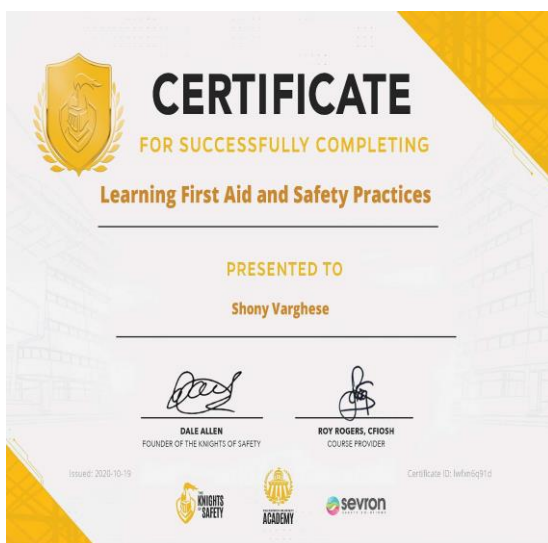 CERTIFICATE
FOR SUCCESSFULLY COMPLETING
Learning First Aid and Safety Practices
PRESENTED TO
Shony Varghese
DALE ALLEN
FOUNDER OF THE KNIGHTS OF SAFETY
ROY ROGERS, CFIOSH
COURSE PROVIDER
Issued: 2020-10-19
Certificate ID: lwfxn6q91d
THE
KNIGHTS
OF SAFETY
ACADEMY
sevron